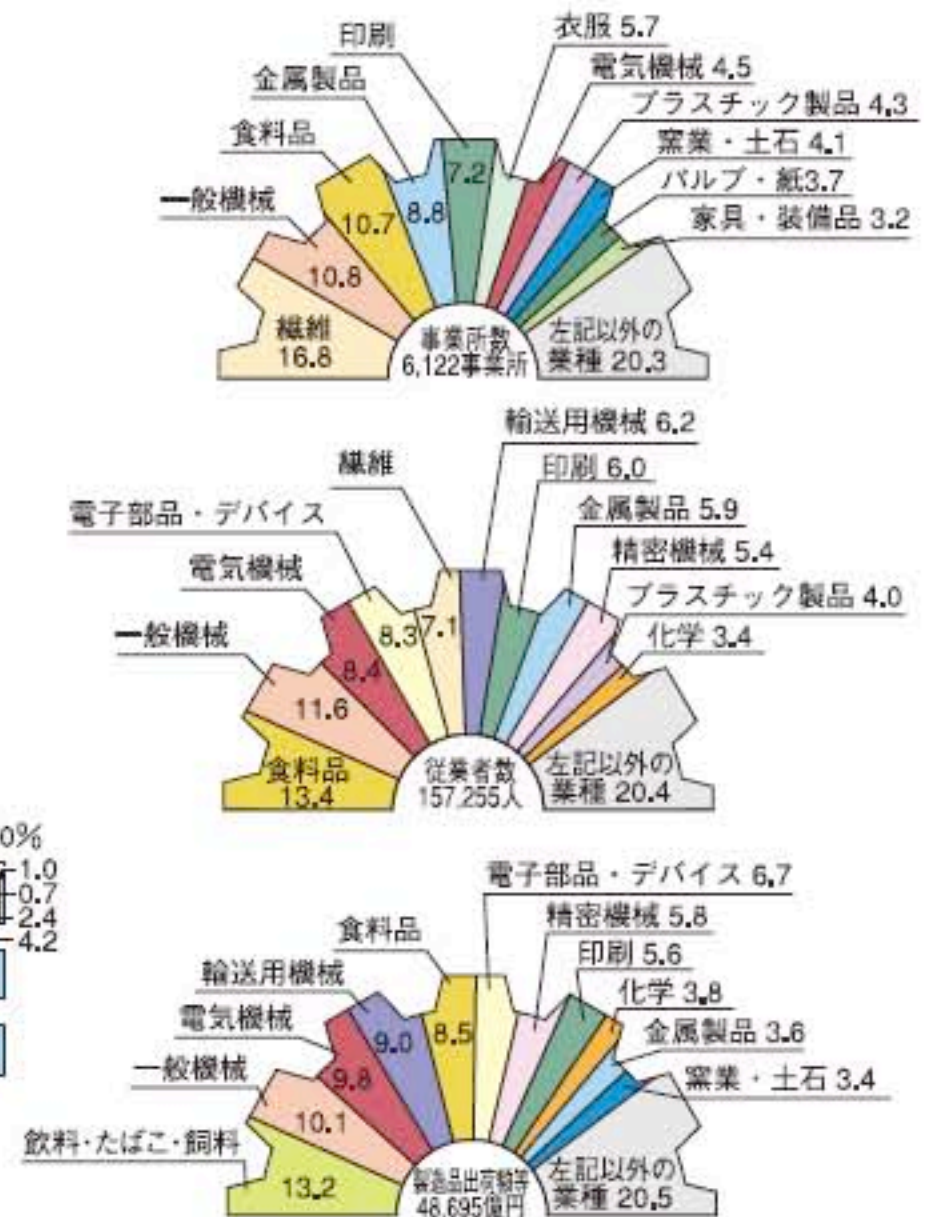 印刷
衣服 5.7
金属製品
電気機械 4.5
プラスチック製品 4.3
食料品
窯業・土石 4.1
パルプ・紙3.7
一般機械
家具・装備品 3.2
7.2
8.8
10.7
10.8
繊維
16.8
事業所数
6,122事業所
左記以外の
業種 20.3
輸送用機械 6.2
繊維
印刷 6.0
電子部品・デバイス
金属製品 5.9
電気機械
精密機械 5.4
プラスチック製品 4.0
一般機械
化学 3.4
7.1
8.3
8.4
11.6
食料品
13.4
従業者数
157,255人
左記以外の
業種 20.4
0%
1.0
0.7
2.4
4.2
電子部品・デバイス 6.7
食料品
精密機械 5.8
印刷 5.6
輸送用機械
化学 3.8
電気機械
金属製品 3.6
一般機械
窯業・土石 3.4
飲料・たばこ・飼料
8.5
9.0
9.8
10.1
13.2
製造品出荷額等
48,695億円
左記以外の
業種 20.5